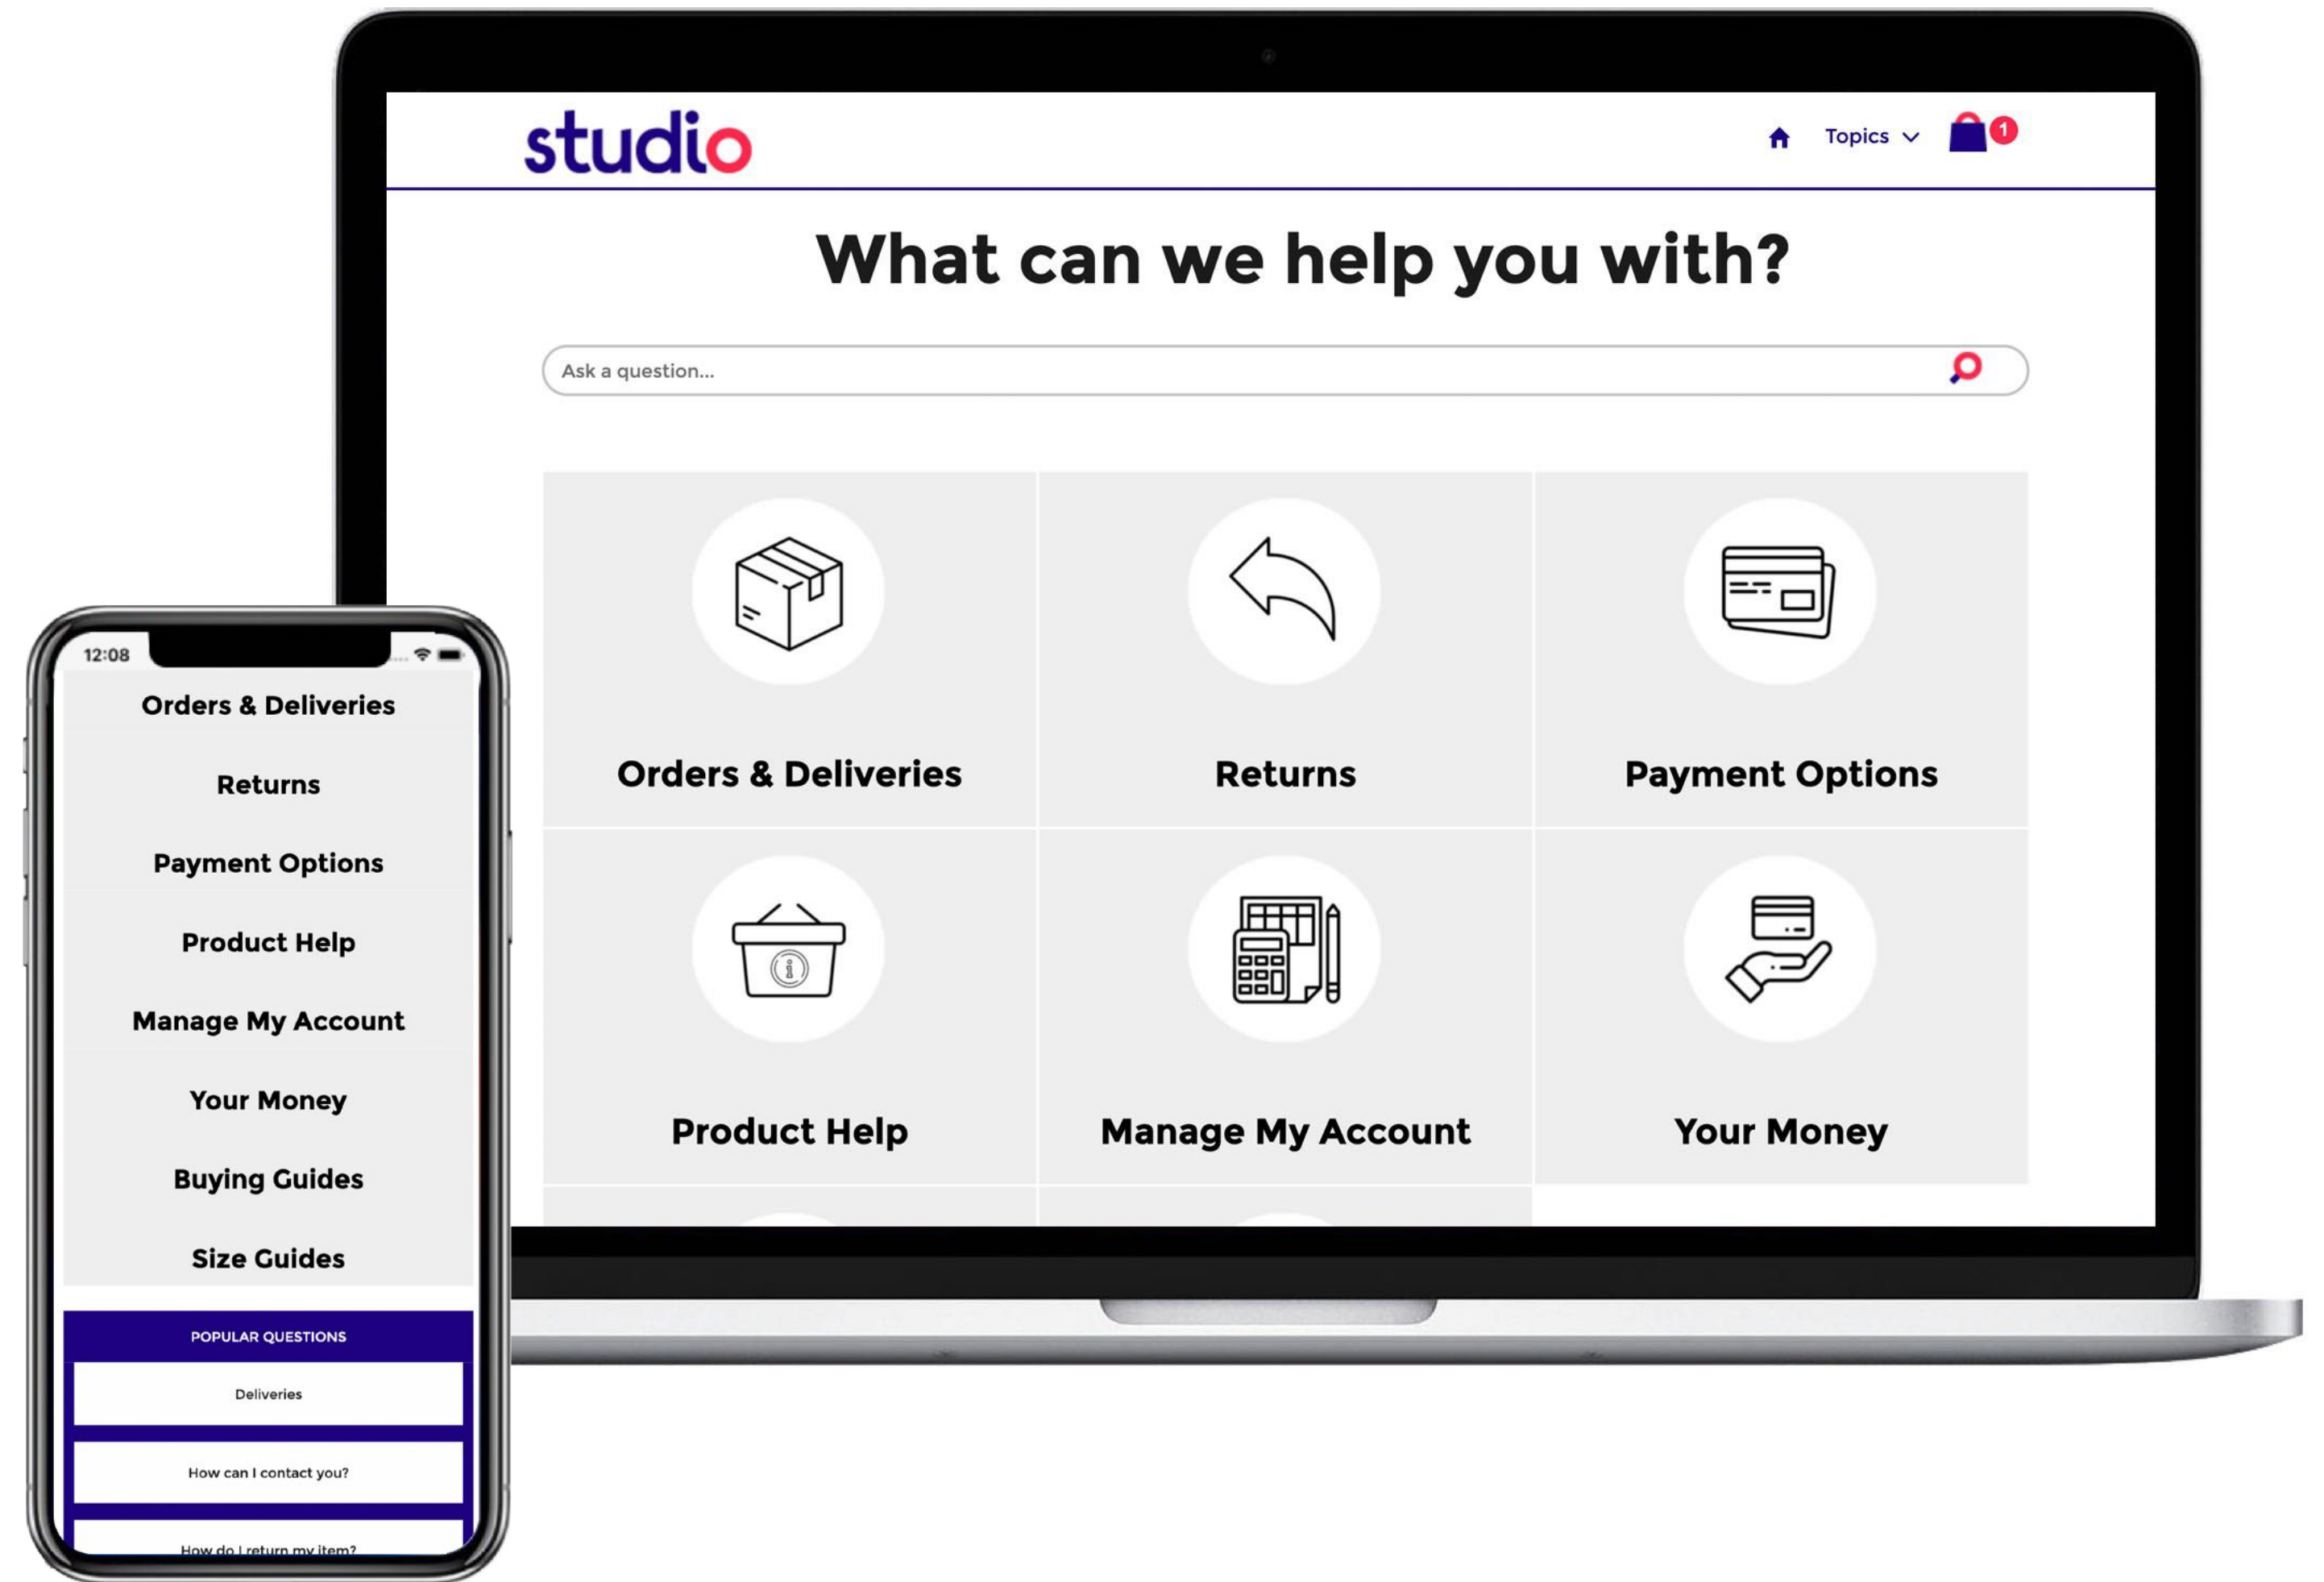 studio
Topics
1
What can we help you with?
Ask a question...
Orders & Deliveries
Returns
Payment Options
Product Help
Manage My Account
Your Money
12:08
Orders & Deliveries
Returns
Payment Options
Product Help
Manage My Account
Your Money
Buying Guides
Size Guides
POPULAR QUESTIONS
Deliveries
How can I contact you?
How do I return my item?